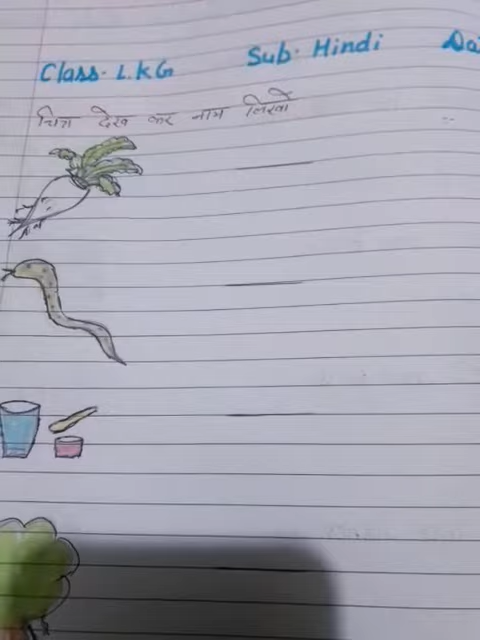 Class- L.K.G Sub- Hindi
चित्र देख कर नाम लिखों